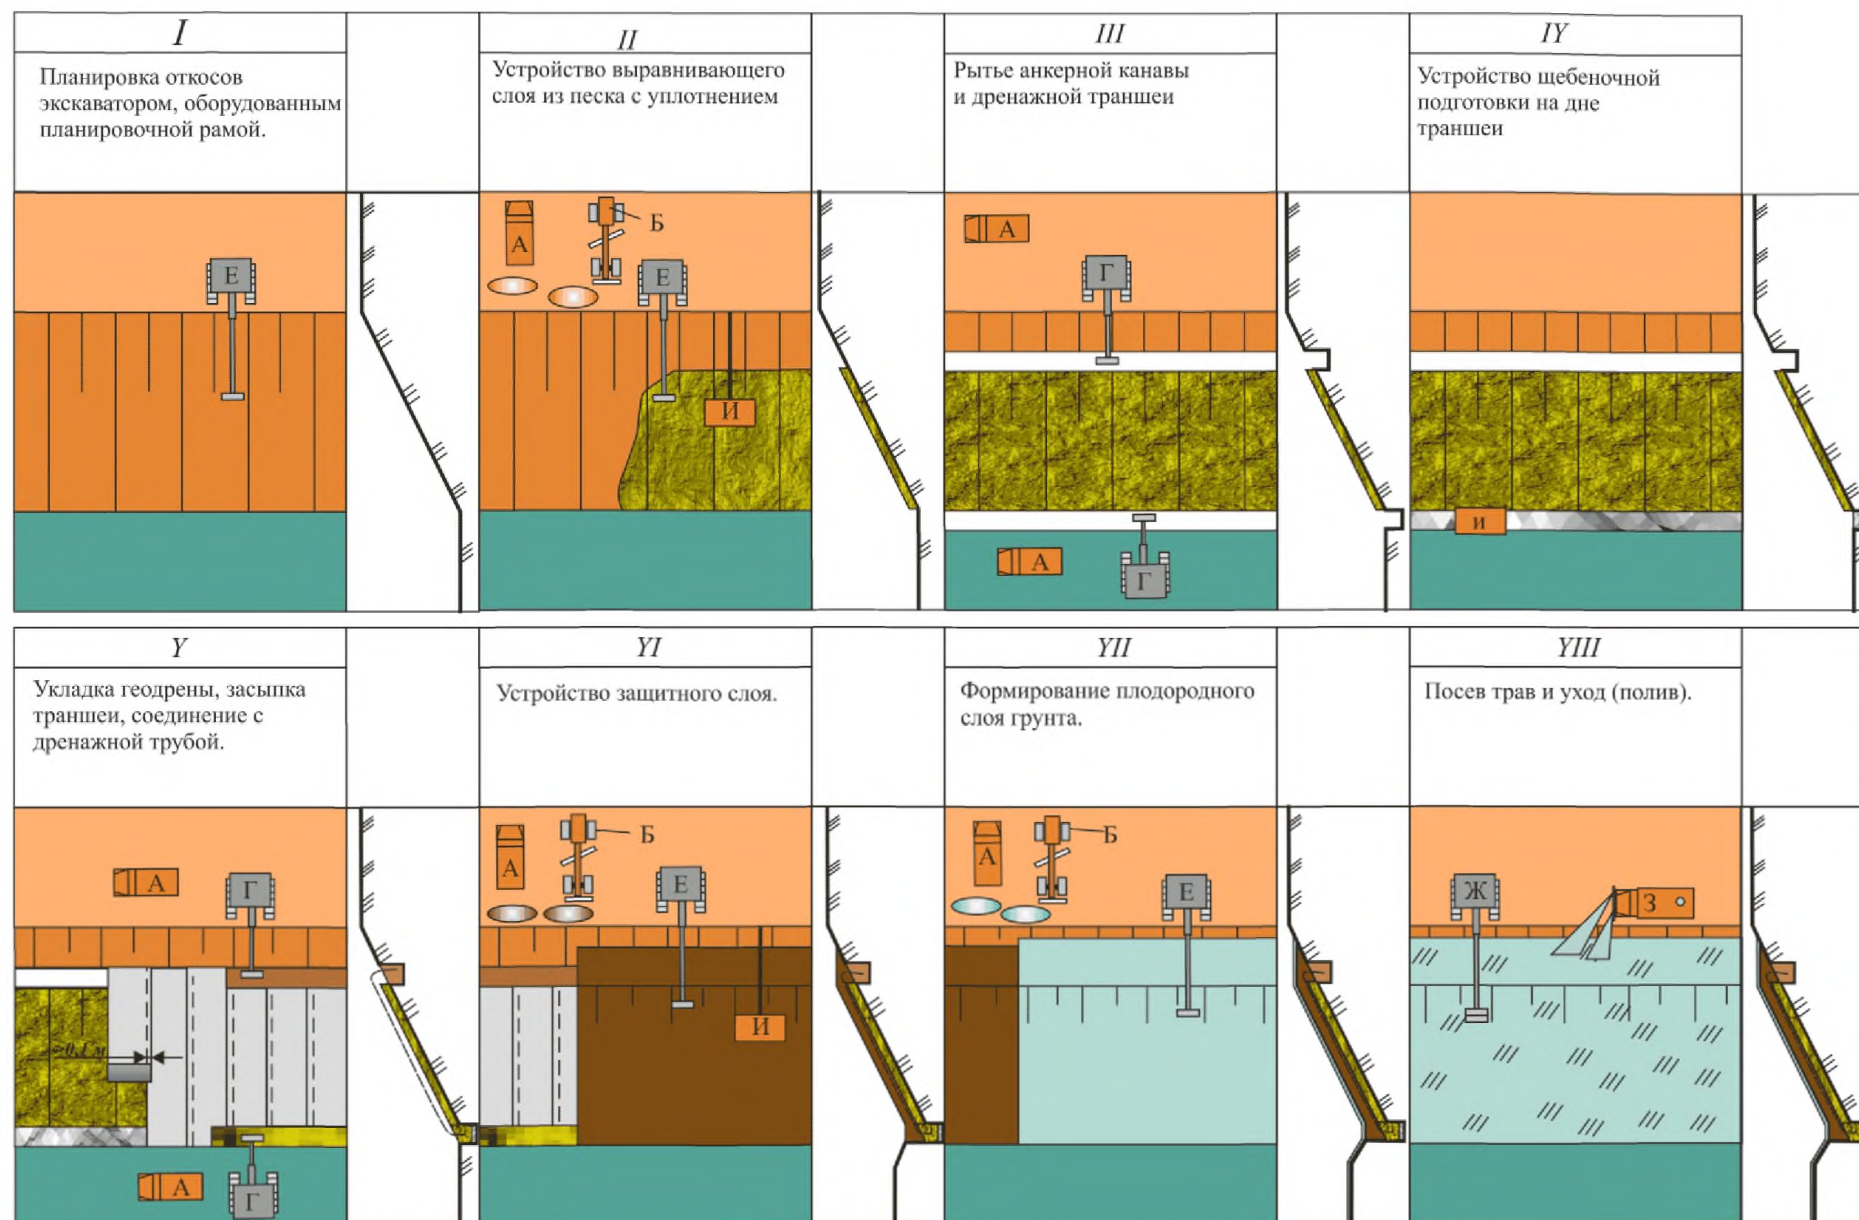 I
Планировка откосов
экскаватором, оборудованным
планировочной рамой.
Е
II
Устройство выравнивающего
слоя из песка с уплотнением
А
Б
Е
И
III
Рытье анкерной канавы
и дренажной траншеи
А
Г
А
Г
IY
Устройство щебеночной
подготовки на дне
траншеи
и
Y
Укладка геодрены, засыпка
траншеи, соединение с
дренажной трубой.
А
Г
А
Г
YI
Устройство защитного слоя.
А
Б
Е
И
YII
Формирование плодородного
слоя грунта.
А
Б
Е
YIII
Посев трав и уход (полив).
Ж
З